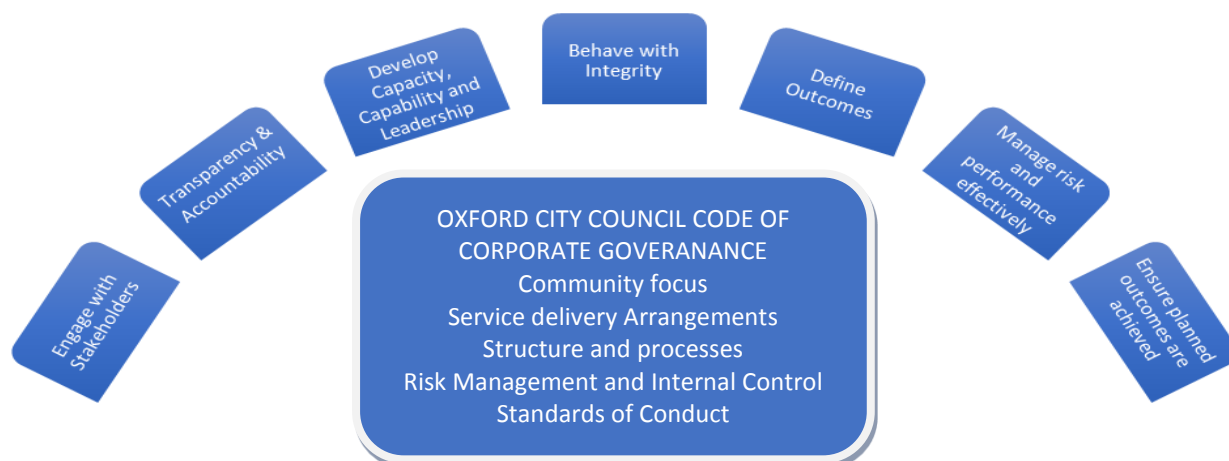 Engage with
Stakeholders
Transparency &
Accountability
Develop
Capacity,
Capability and
Leadership
Behave with
Integrity
Define
Outcomes
Manage risk
and
performance
effectively
Ensure planned
outcomes are
achieved
OXFORD CITY COUNCIL CODE OF
CORPORATE GOVERANANCE
Community focus
Service delivery Arrangements
Structure and processes
Risk Management and Internal Control
Standards of Conduct